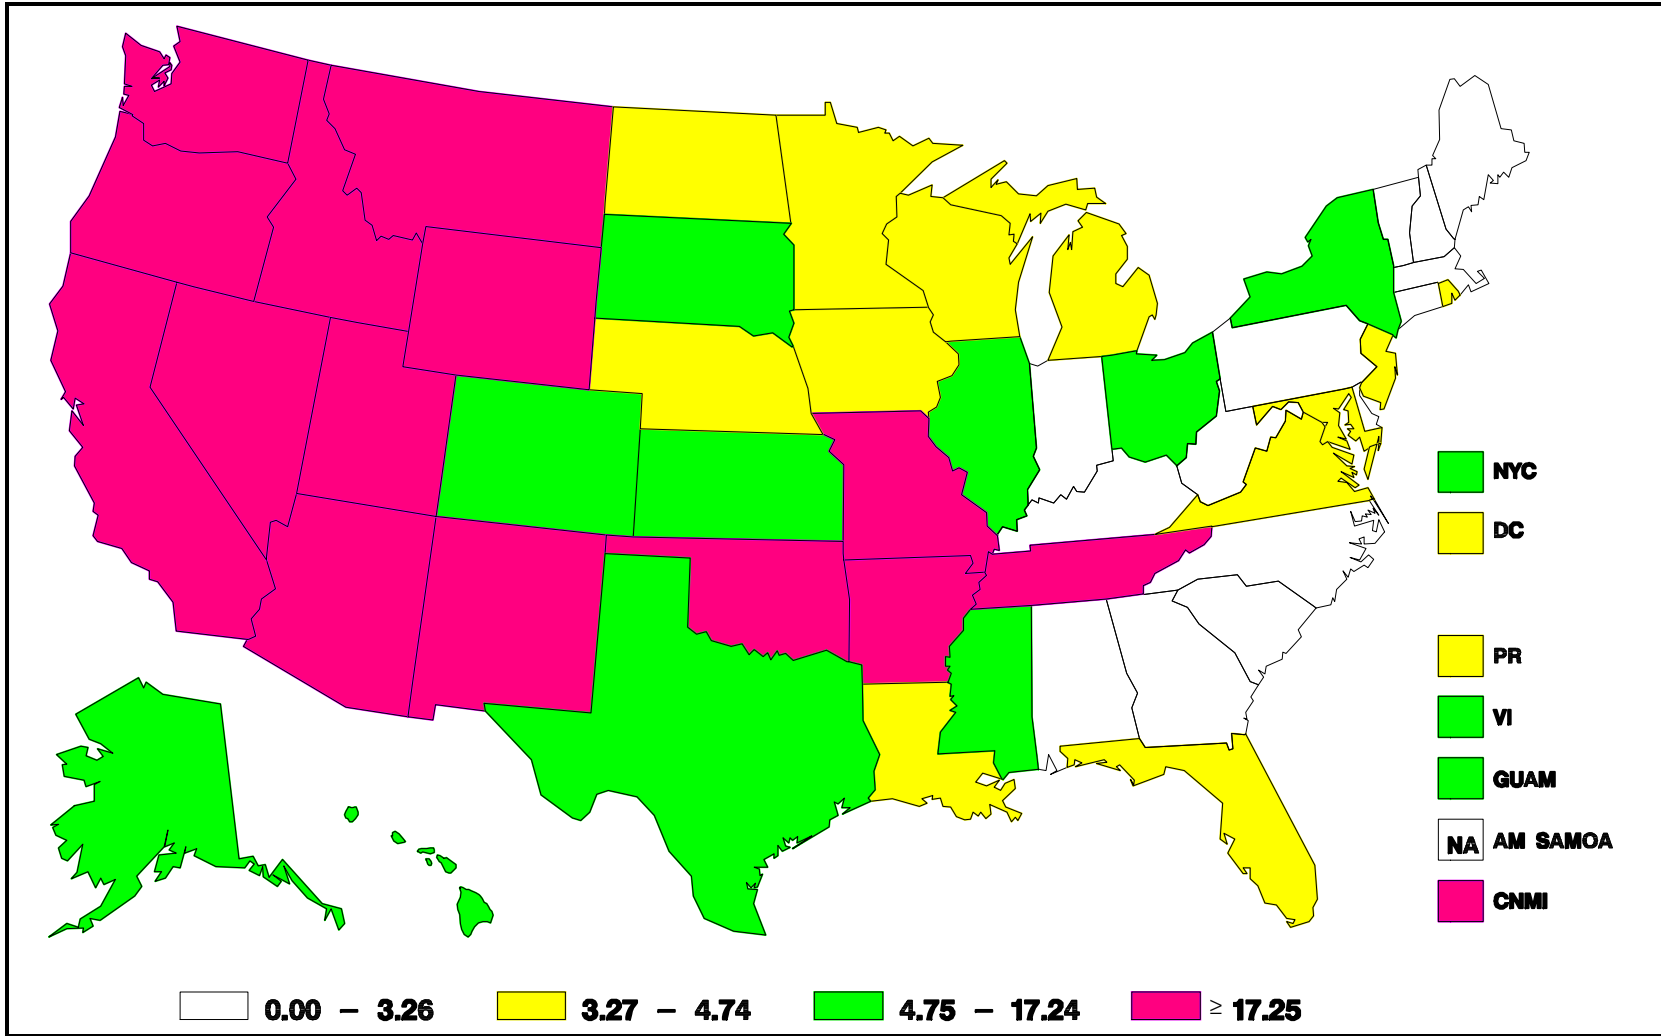 NYC
DC
PR
VI
GUAM
NA AM SAMOA
CNMI
0.00 – 3.26 3.27 – 4.74 4.75 – 17.24 ≥ 17.25